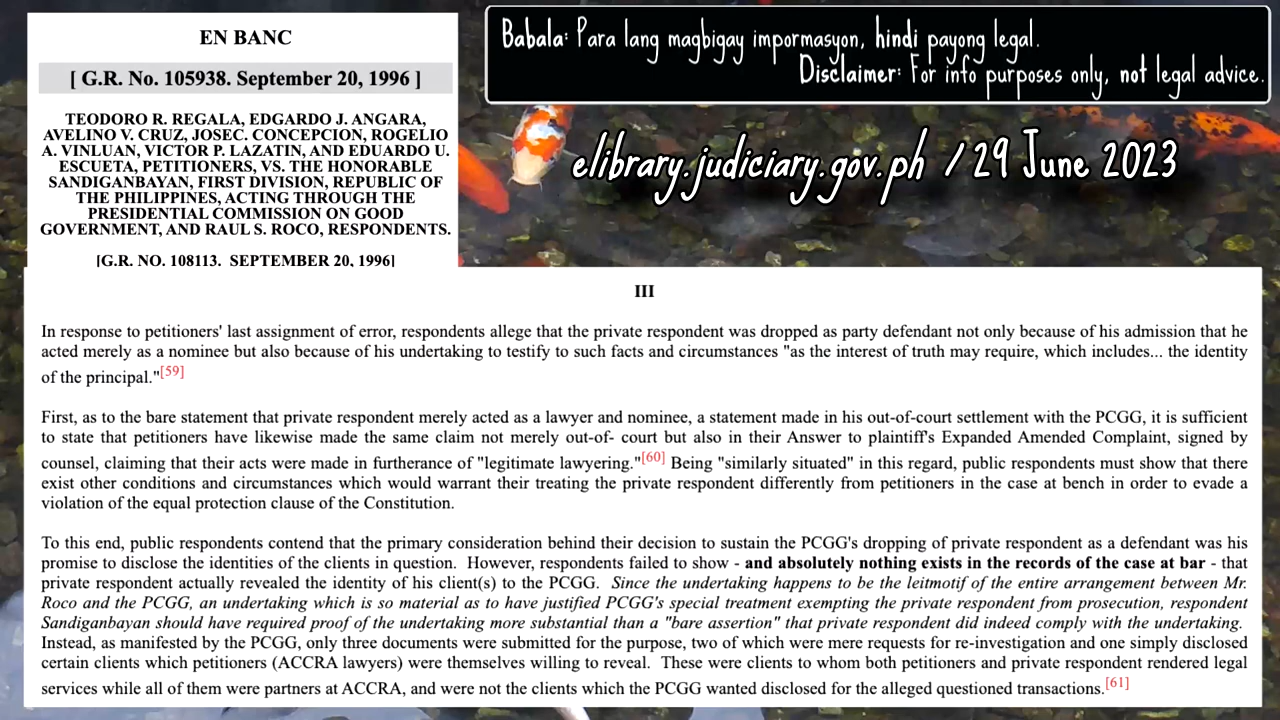 EN BANC
[ G.R. No. 105938. September 20, 1996 ]
TEODORO R. REGALA, EDGARDO J. ANGARA,
AVELINO V. CRUZ, JOSEC. CONCEPCION, ROGELIO
A. VINLUAN, VICTOR P. LAZATIN, AND EDUARDO U.
ESCUETA, PETITIONERS, VS. THE HONORABLE
SANDIGANBAYAN, FIRST DIVISION, REPUBLIC OF
THE PHILIPPINES, ACTING THROUGH THE
PRESIDENTIAL COMMISSION ON GOOD
GOVERNMENT, AND RAUL S. ROCO, RESPONDENTS.
[G.R. NO. 108113. SEPTEMBER 20, 1996]
Babala: Para lang magbigay impormasyon, hindi payong legal.
Disclaimer: For info purposes only, not legal advice.
elibrary.judiciary.gov.ph / 29 June 2023
III
In response to petitioners' last assignment of error, respondents allege that the private respondent was dropped as party defendant not only because of his admission that he
acted merely as a nominee but also because of his undertaking to testify to such facts and circumstances "as the interest of truth may require, which includes... the identity
of the principal."[59]
First, as to the bare statement that private respondent merely acted as a lawyer and nominee, a statement made in his out-of-court settlement with the PCGG, it is sufficient
to state that petitioners have likewise made the same claim not merely out-of- court but also in their Answer to plaintiff's Expanded Amended Complaint, signed by
counsel, claiming that their acts were made in furtherance of "legitimate lawyering."[60] Being "similarly situated" in this regard, public respondents must show that there
exist other conditions and circumstances which would warrant their treating the private respondent differently from petitioners in the case at bench in order to evade a
violation of the equal protection clause of the Constitution.
To this end, public respondents contend that the primary consideration behind their decision to sustain the PCGG's dropping of private respondent as a defendant was his
promise to disclose the identities of the clients in question. However, respondents failed to show - and absolutely nothing exists in the records of the case at bar - that
private respondent actually revealed the identity of his client(s) to the PCGG. Since the undertaking happens to be the leitmotif of the entire arrangement between Mr.
Roco and the PCGG, an undertaking which is so material as to have justified PCGG's special treatment exempting the private respondent from prosecution, respondent
Sandiganbayan should have required proof of the undertaking more substantial than a "bare assertion" that private respondent did indeed comply with the undertaking.
Instead, as manifested by the PCGG, only three documents were submitted for the purpose, two of which were mere requests for re-investigation and one simply disclosed
certain clients which petitioners (ACCRA lawyers) were themselves willing to reveal. These were clients to whom both petitioners and private respondent rendered legal
services while all of them were partners at ACCRA, and were not the clients which the PCGG wanted disclosed for the alleged questioned transactions.[61]